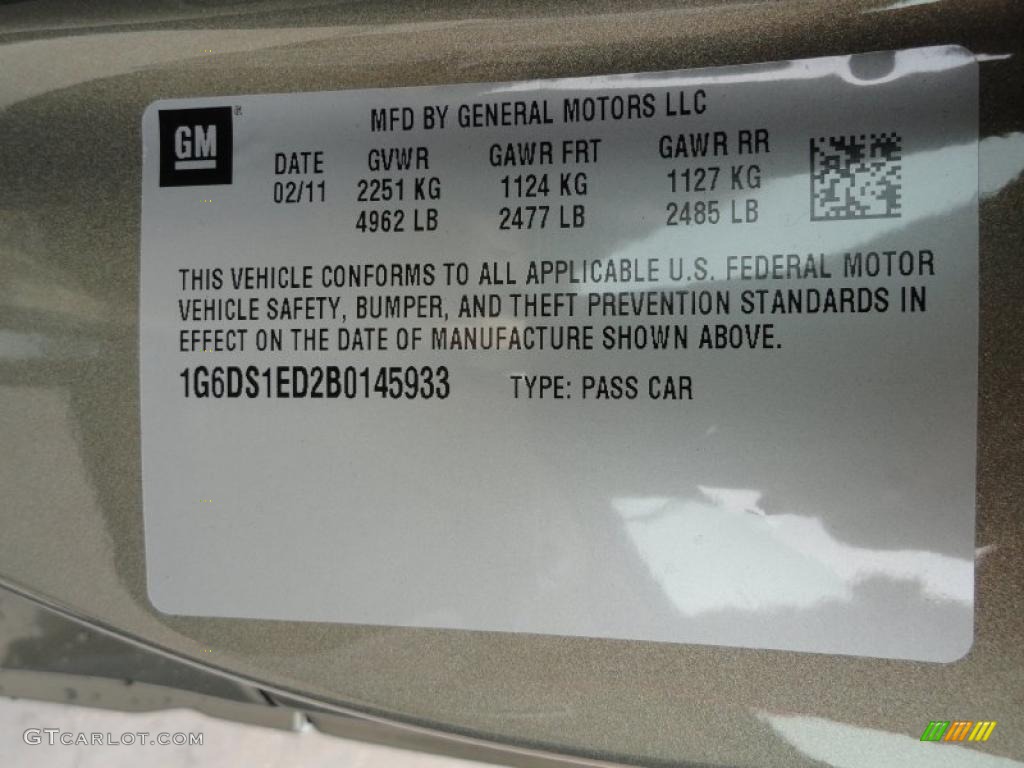 GM ®
MFD BY GENERAL MOTORS LLC
DATE GVWR GAWR FRT GAWR RR
02/11 2251 KG 1124 KG 1127 KG
4962 LB 2477 LB 2485 LB
THIS VEHICLE CONFORMS TO ALL APPLICABLE U.S. FEDERAL MOTOR
VEHICLE SAFETY, BUMPER, AND THEFT PREVENTION STANDARDS IN
EFFECT ON THE DATE OF MANUFACTURE SHOWN ABOVE.
1G6DS1ED2B0145933 TYPE: PASS CAR
GTCARLOT.COM